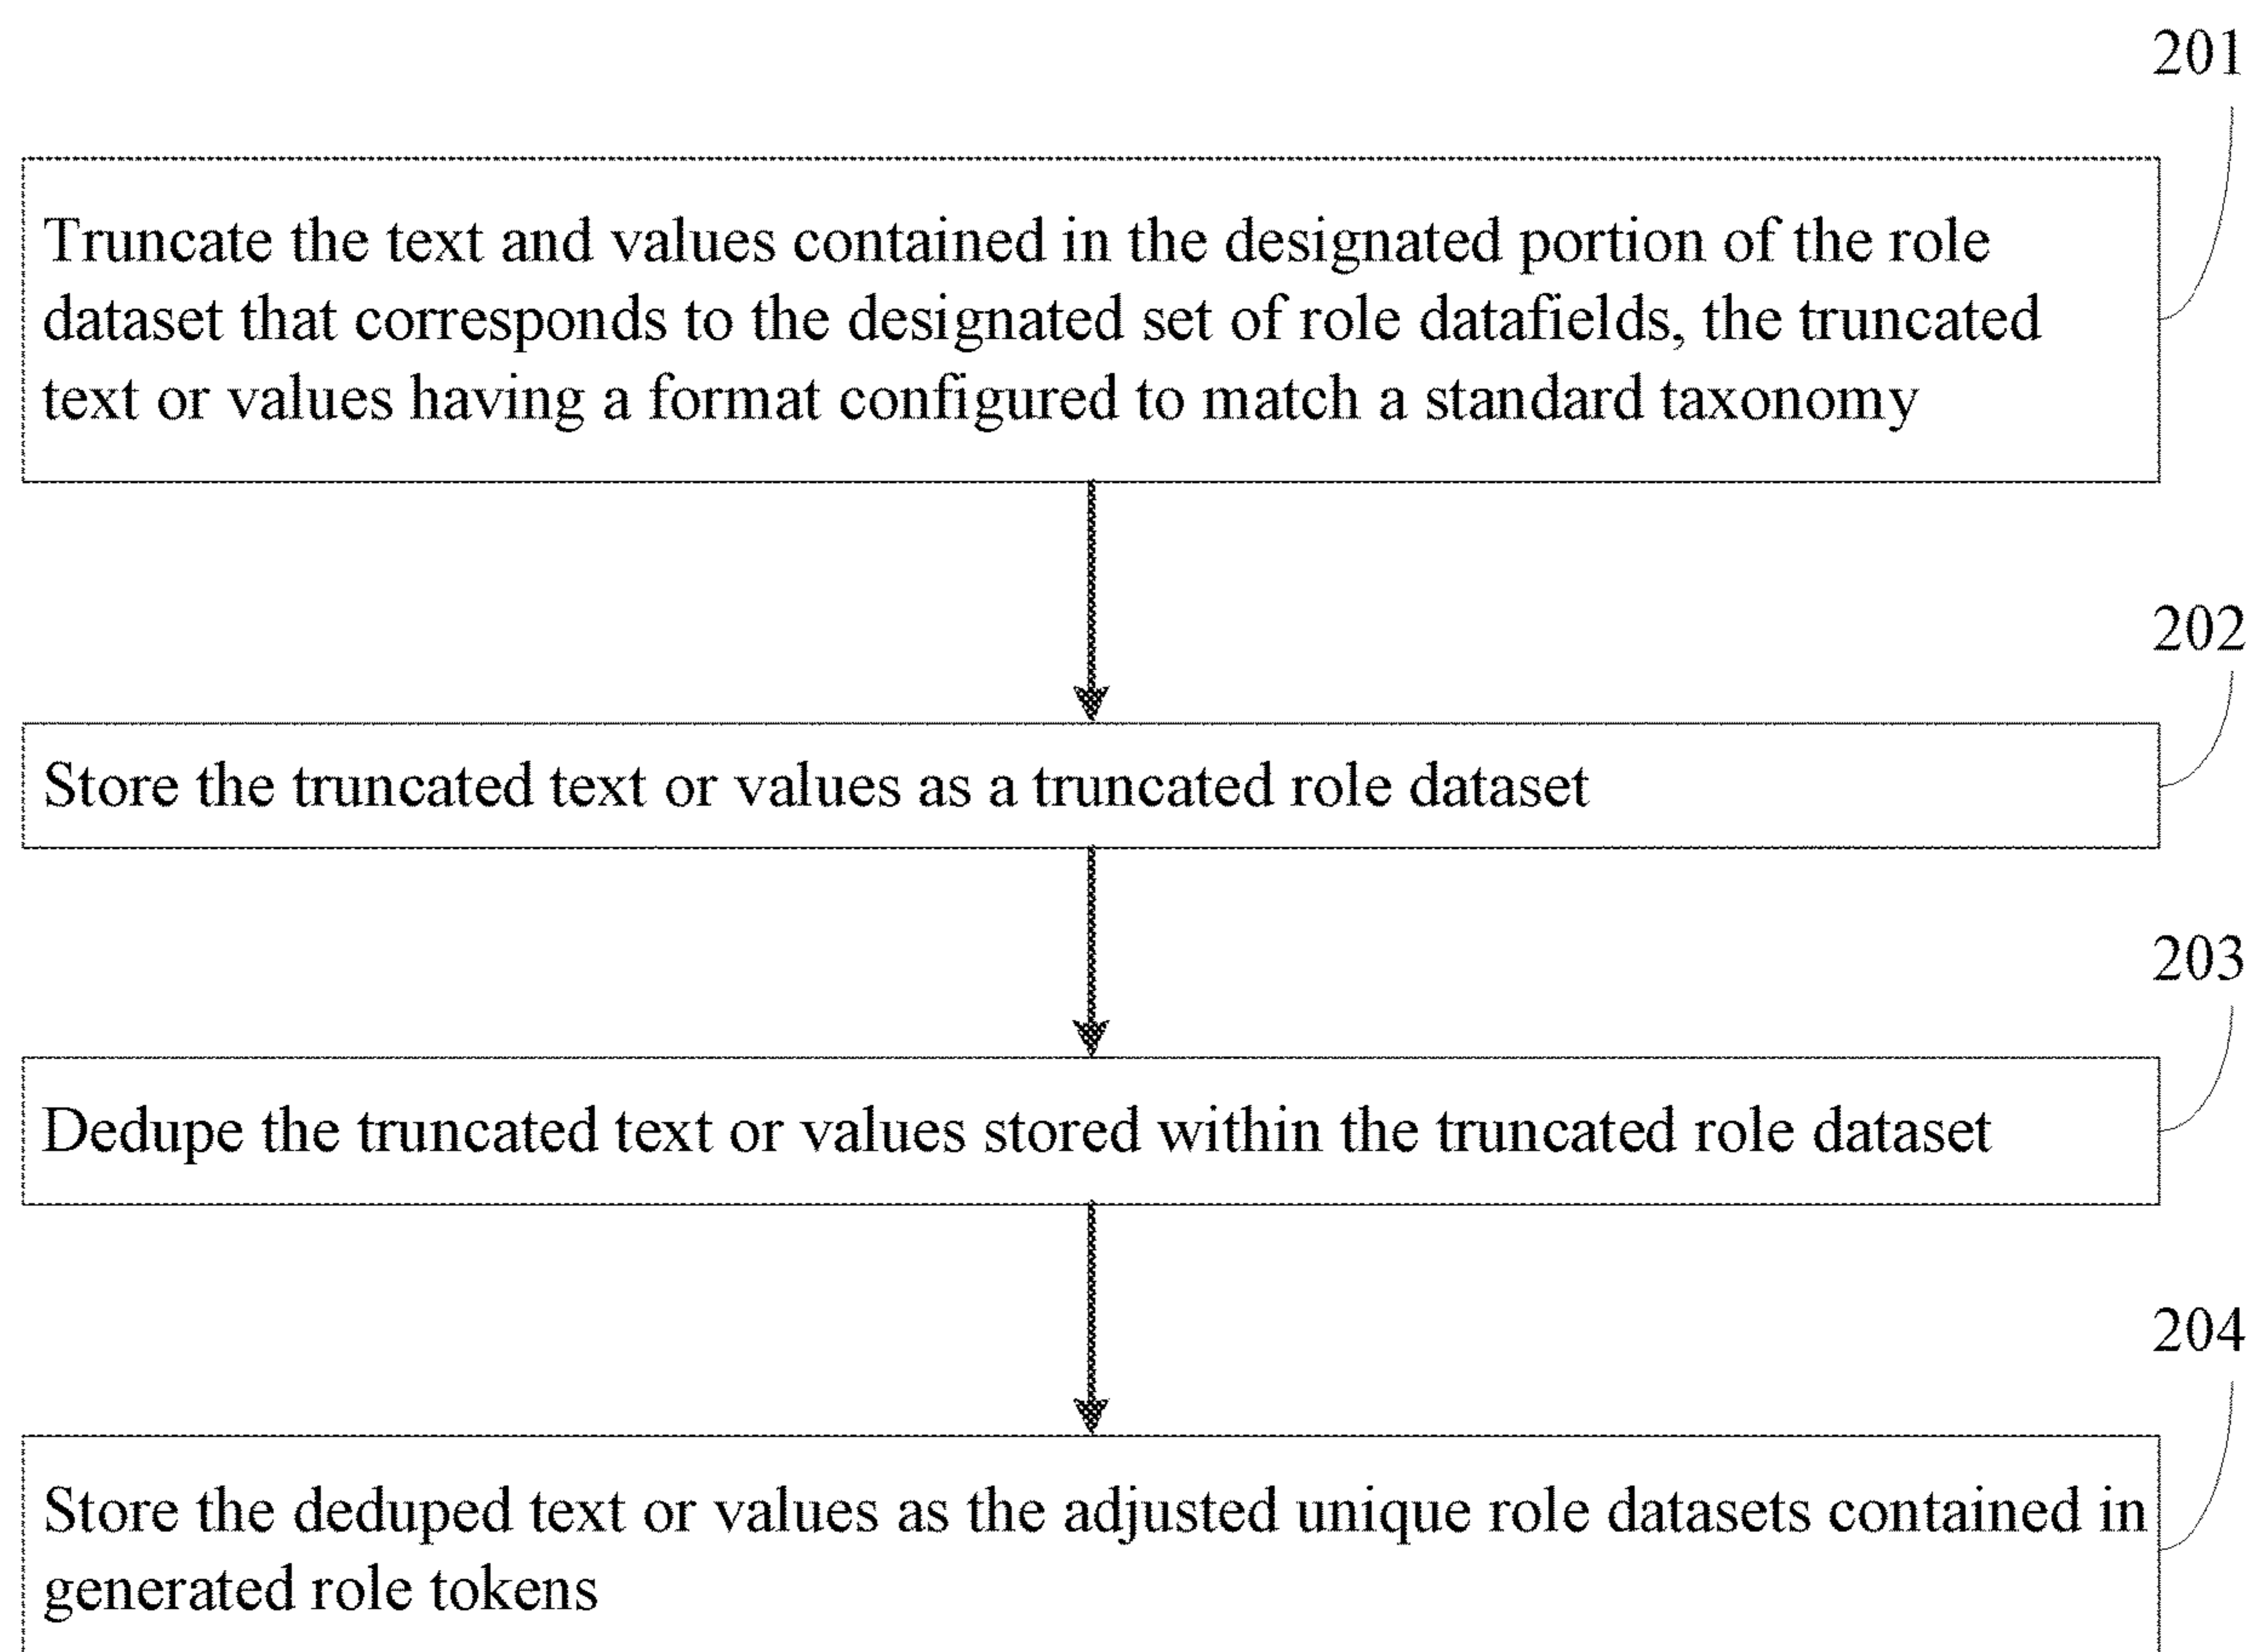 201
Truncate the text and values contained in the designated portion of the role
dataset that corresponds to the designated set of role datafields, the truncated
text or values having a format configured to match a standard taxonomy
202
Store the truncated text or values as a truncated role dataset
203
Dedupe the truncated text or values stored within the truncated role dataset
204
Store the deduped text or values as the adjusted unique role datasets contained in
generated role tokens